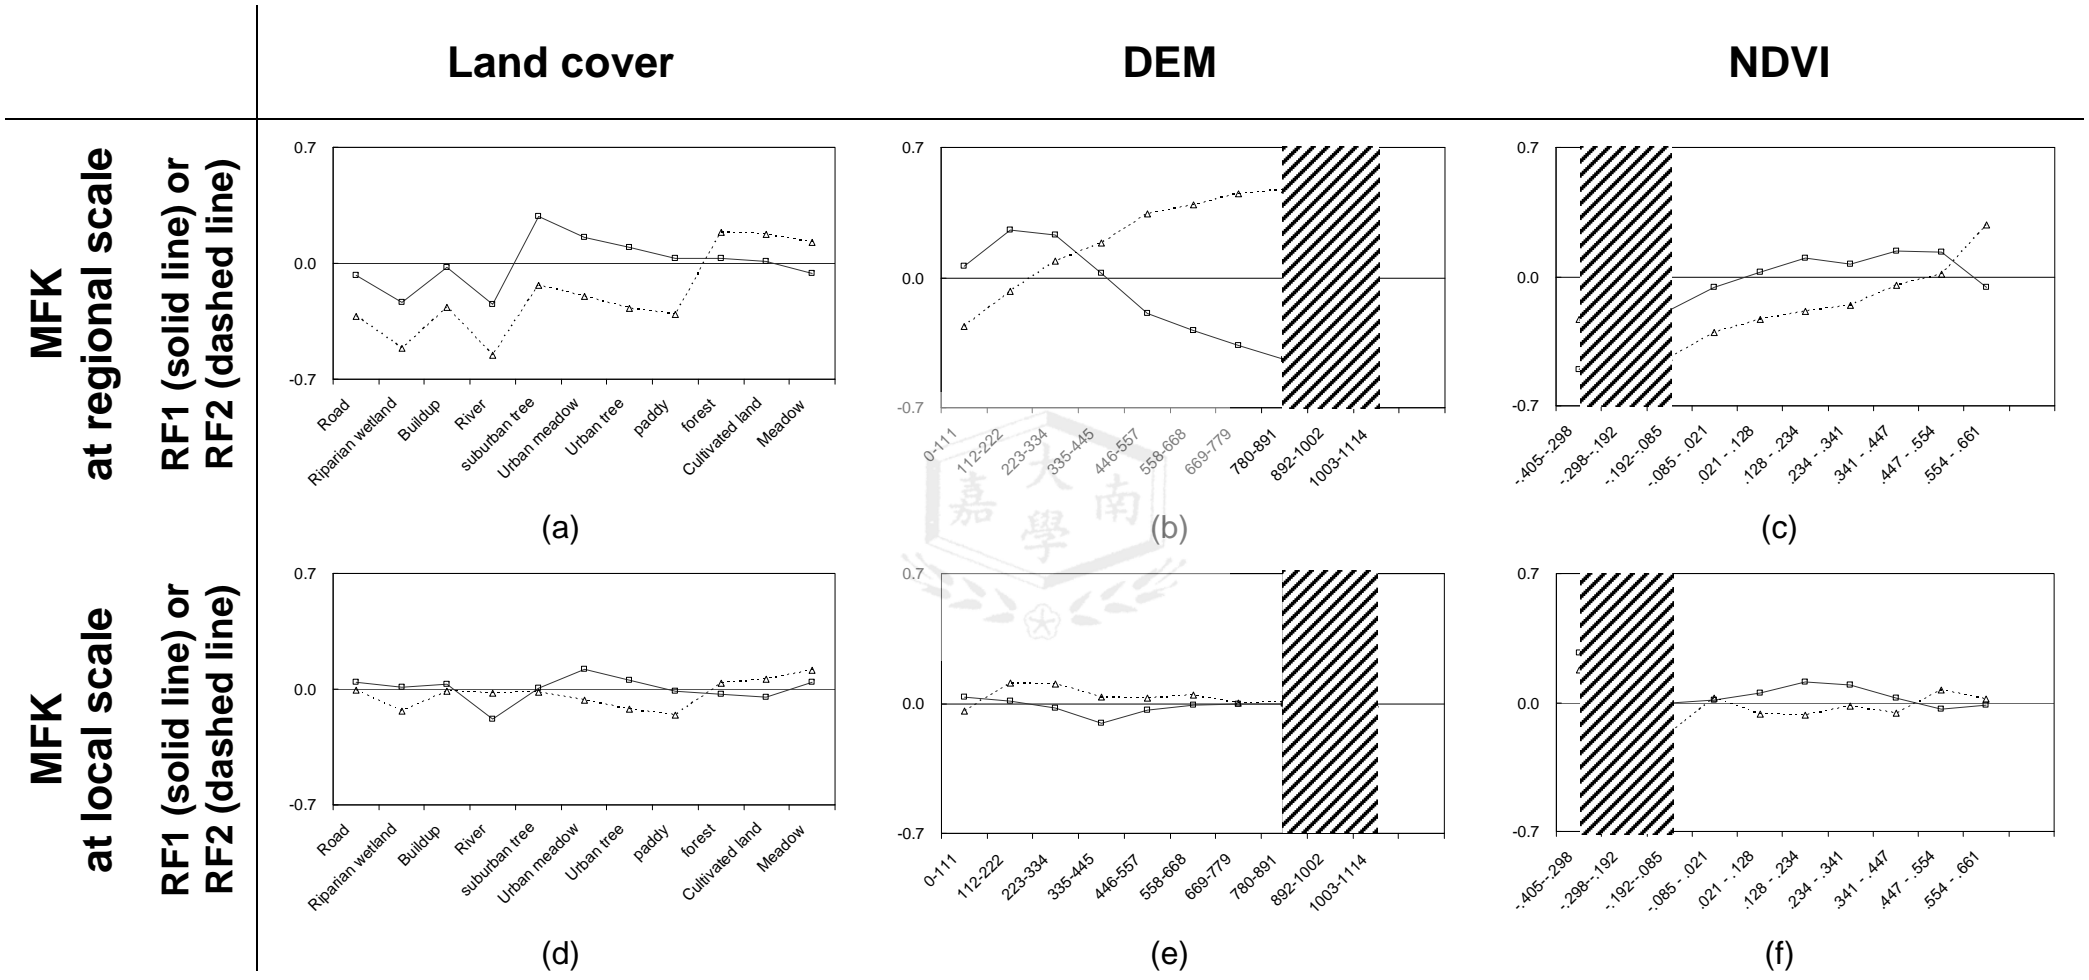 Land cover
DEM
NDVI
MFK
at regional scale
RF1 (solid line) or
RF2 (dashed line)
0.7
0.0
-0.7
Road
Riparian wetland
Buildup
River
suburban tree
Urban meadow
Urban tree
paddy
forest
Cultivated land
Meadow
(a)
0.7
0.0
-0.7
0-111
112-222
223-334
335-445
446-557
558-668
669-779
780-891
892-1002
1003-1114
(b)
0.7
0.0
-0.7
-.405--.298
-.298--.192
-.192--.085
-.085 - .021
.021 - .128
.128 - .234
.234 - .341
.341 - .447
.447 - .554
.554 - .661
(c)
嘉 大 南
學
MFK
at local scale
RF1 (solid line) or
RF2 (dashed line)
0.7
0.0
-0.7
Road
Riparian wetland
Buildup
River
suburban tree
Urban meadow
Urban tree
paddy
forest
Cultivated land
Meadow
(d)
0.7
0.0
-0.7
0-111
112-222
223-334
335-445
446-557
558-668
669-779
780-891
892-1002
1003-1114
(e)
0.7
0.0
-0.7
-.405--.298
-.298--.192
-.192--.085
-.085 - .021
.021 - .128
.128 - .234
.234 - .341
.341 - .447
.447 - .554
.554 - .661
(f)